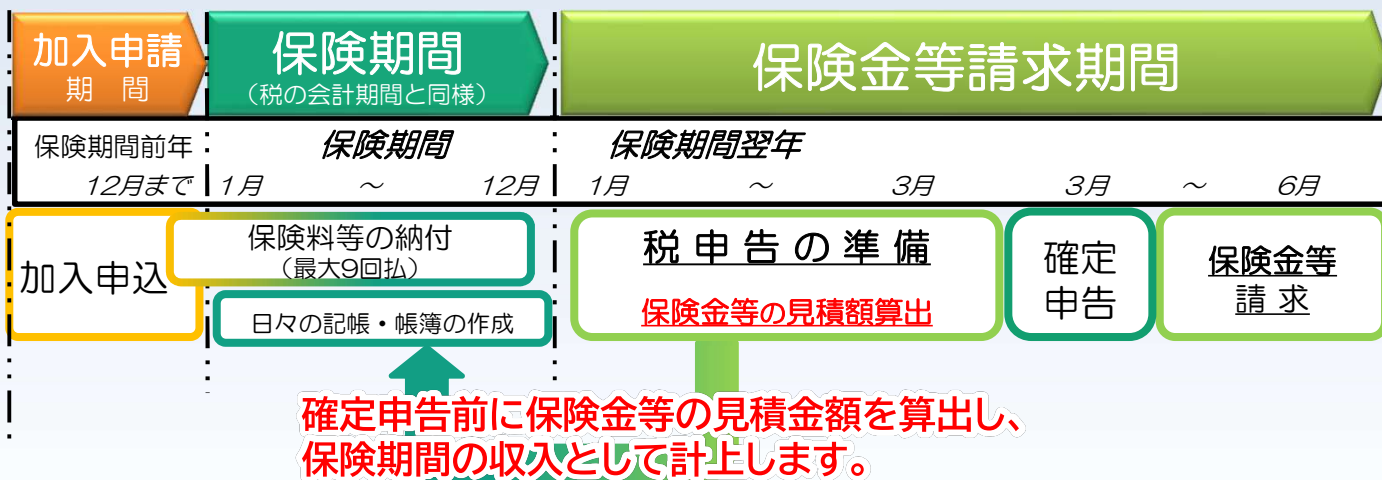 加入申請
期　間
保険期間
（税の会計期間と同様）
保険金等請求期間
保険期間前年
12月まで
保険期間
1月　～　12月
保険期間翌年
1月　～　3月　3月　～　6月
加入申込
保険料等の納付
（最大9回払）
日々の記帳・帳簿の作成
税申告の準備
保険金等の見積額算出
確定
申告
保険金等
請求
確定申告前に保険金等の見積金額を算出し、
保険期間の収入として計上します。